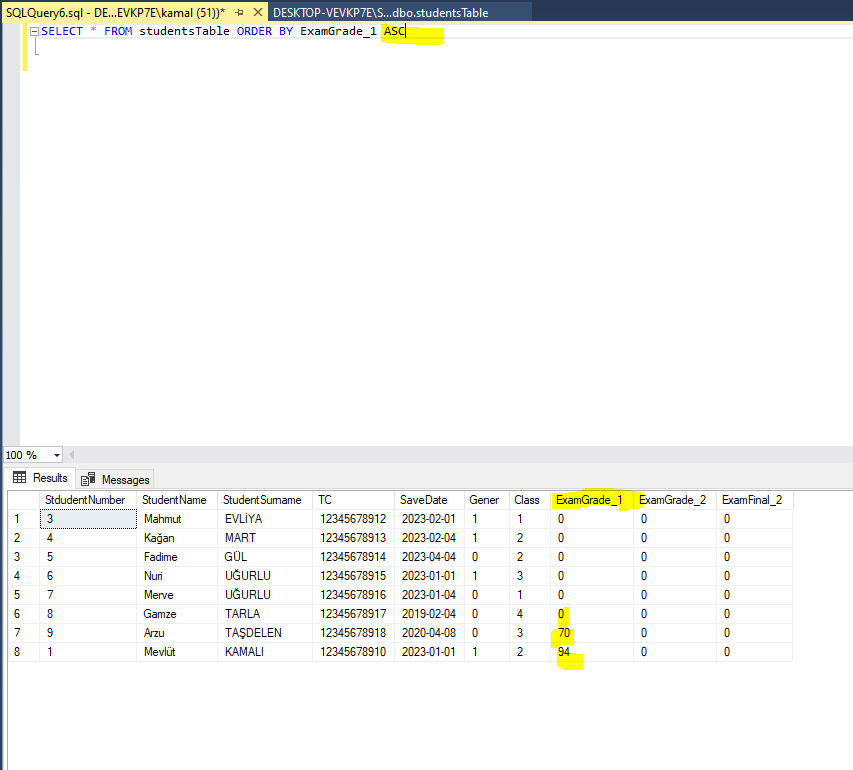 SQLQuery6.sql - DE...EVKP7E\kamal (51))* DESKTOP-VEVKP7E\S...dbo.studentsTable
SELECT * FROM studentsTable ORDER BY ExamGrade_1 ASC
100 %
Results Messages
StdudentNumber StudentName StudentSurname TC SaveDate Gener Class ExamGrade_1 ExamGrade_2 ExamFinal_2
1 3 Mahmut EVLİYA 12345678912 2023-02-01 1 1 0 0 0
2 4 Kağan MART 12345678913 2023-02-04 1 2 0 0 0
3 5 Fadime GÜL 12345678914 2023-04-04 0 2 0 0 0
4 6 Nuri UĞURLU 12345678915 2023-01-01 1 3 0 0 0
5 7 Merve UĞURLU 12345678916 2023-01-04 0 1 0 0 0
6 8 Gamze TARLA 12345678917 2019-02-04 0 4 0 0 0
7 9 Arzu TAŞDELEN 12345678918 2020-04-08 0 3 70 0 0
8 1 Mevlüt KAMALI 12345678910 2023-01-01 1 2 94 0 0